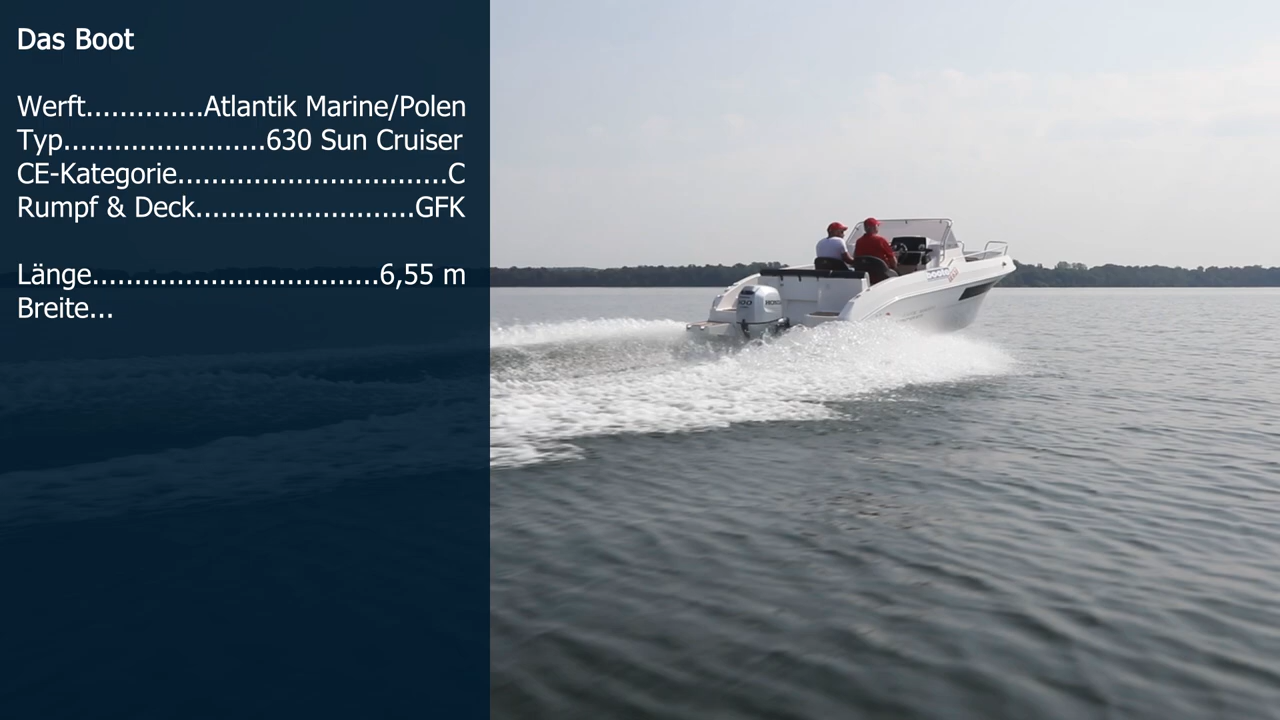 Das Boot
Werft..............Atlantik Marine/Polen
Typ........................630 Sun Cruiser
CE-Kategorie................................C
Rumpf & Deck..........................GFK
Länge..................................6,55 m
Breite...
HONDA